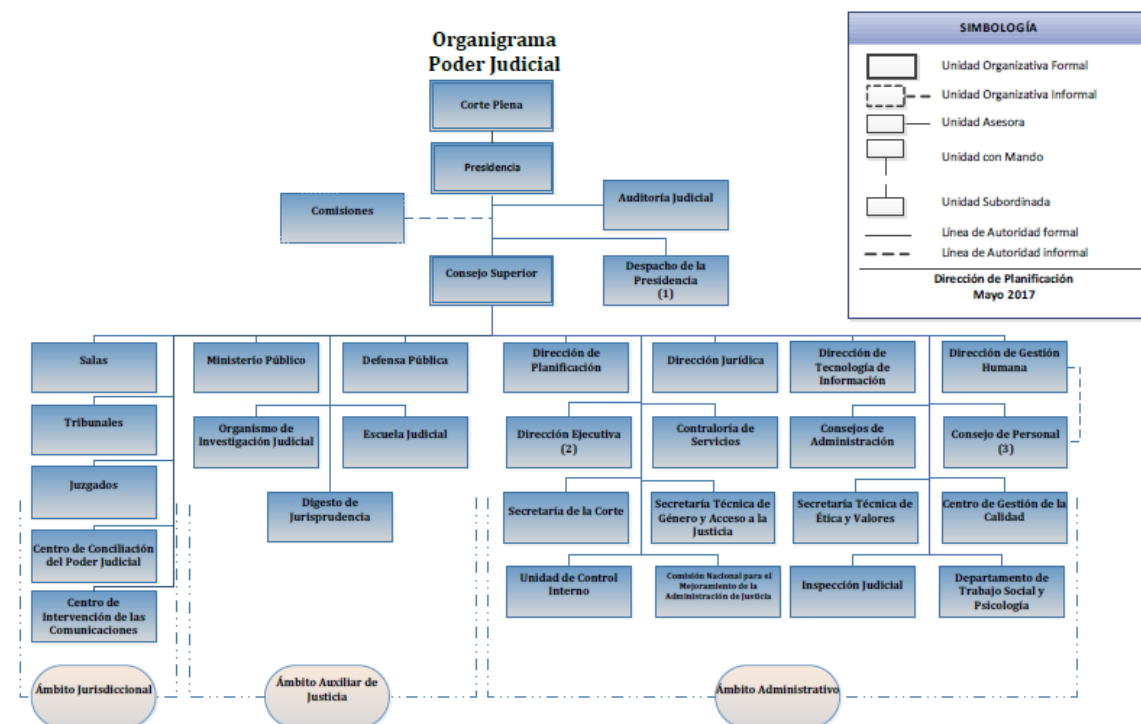 Organigrama
Poder Judicial
Corte Plena
Presidencia
Comisiones
Auditoría Judicial
Consejo Superior
Despacho de la
Presidencia
(1)
SIMBOLOGÍA
Unidad Organizativa Formal
Unidad Organizativa Informal
Unidad Asesora
Unidad con Mando
Unidad Subordinada
Línea de Autoridad formal
Línea de Autoridad informal
Dirección de Planificación
Mayo 2017
Salas
Tribunales
Juzgados
Centro de Conciliación
del Poder Judicial
Centro de
Intervención de las
Comunicaciones
Ámbito Jurisdiccional
Ministerio Público
Defensa Pública
Organismo de
Investigación Judicial
Escuela Judicial
Digesto de
Jurisprudencia
Ámbito Auxiliar de
Justicia
Dirección de
Planificación
Dirección Jurídica
Dirección de
Tecnología de
Información
Dirección de Gestión
Humana
Dirección Ejecutiva
(2)
Contraloría de
Servicios
Consejos de
Administración
Consejo de Personal
(3)
Secretaría de la Corte
Secretaría Técnica de
Género y Acceso a la
Justicia
Secretaría Técnica de
Ética y Valores
Centro de Gestión de la
Calidad
Unidad de Control
Interno
Comisión Nacional para el
Mejoramiento de la
Administración de Justicia
Inspección Judicial
Departamento de
Trabajo Social y
Psicología
Ámbito Administrativo